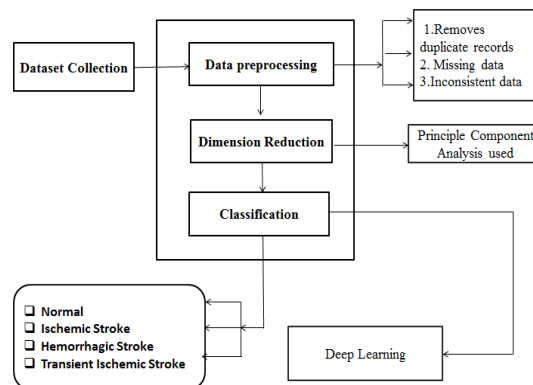 Dataset Collection
Data preprocessing
1.Removes
duplicate records
2. Missing data
3.Inconsistent data
Dimension Reduction
Principle Component
Analysis used
Classification
❑ Normal
❑ Ischemic Stroke
❑ Hemorrhagic Stroke
❑ Transient Ischemic Stroke
Deep Learning